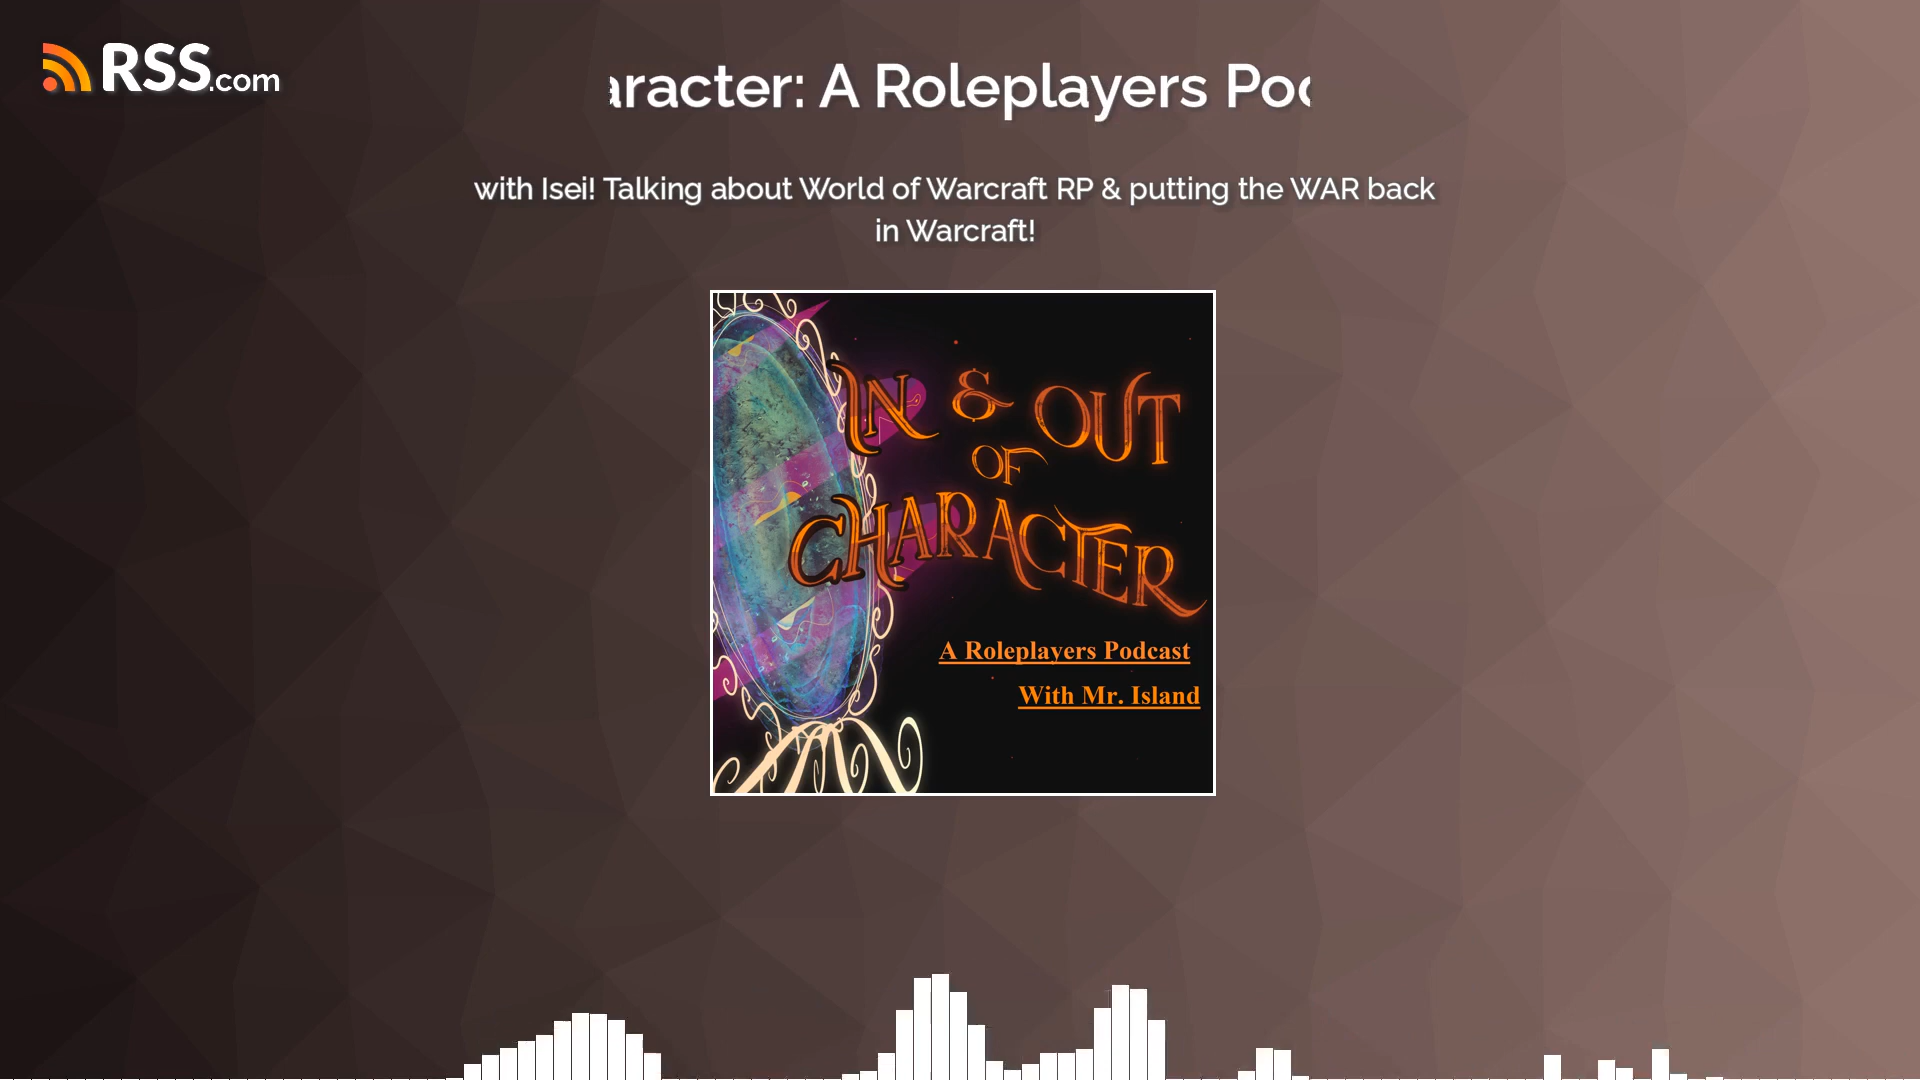 RSS.com
aracter: A Roleplayers Poc
with Isei! Talking about World of Warcraft RP & putting the WAR back
in Warcraft!
IN & OUT
OF
CHARACTER
A Roleplayers Podcast
With Mr. Island